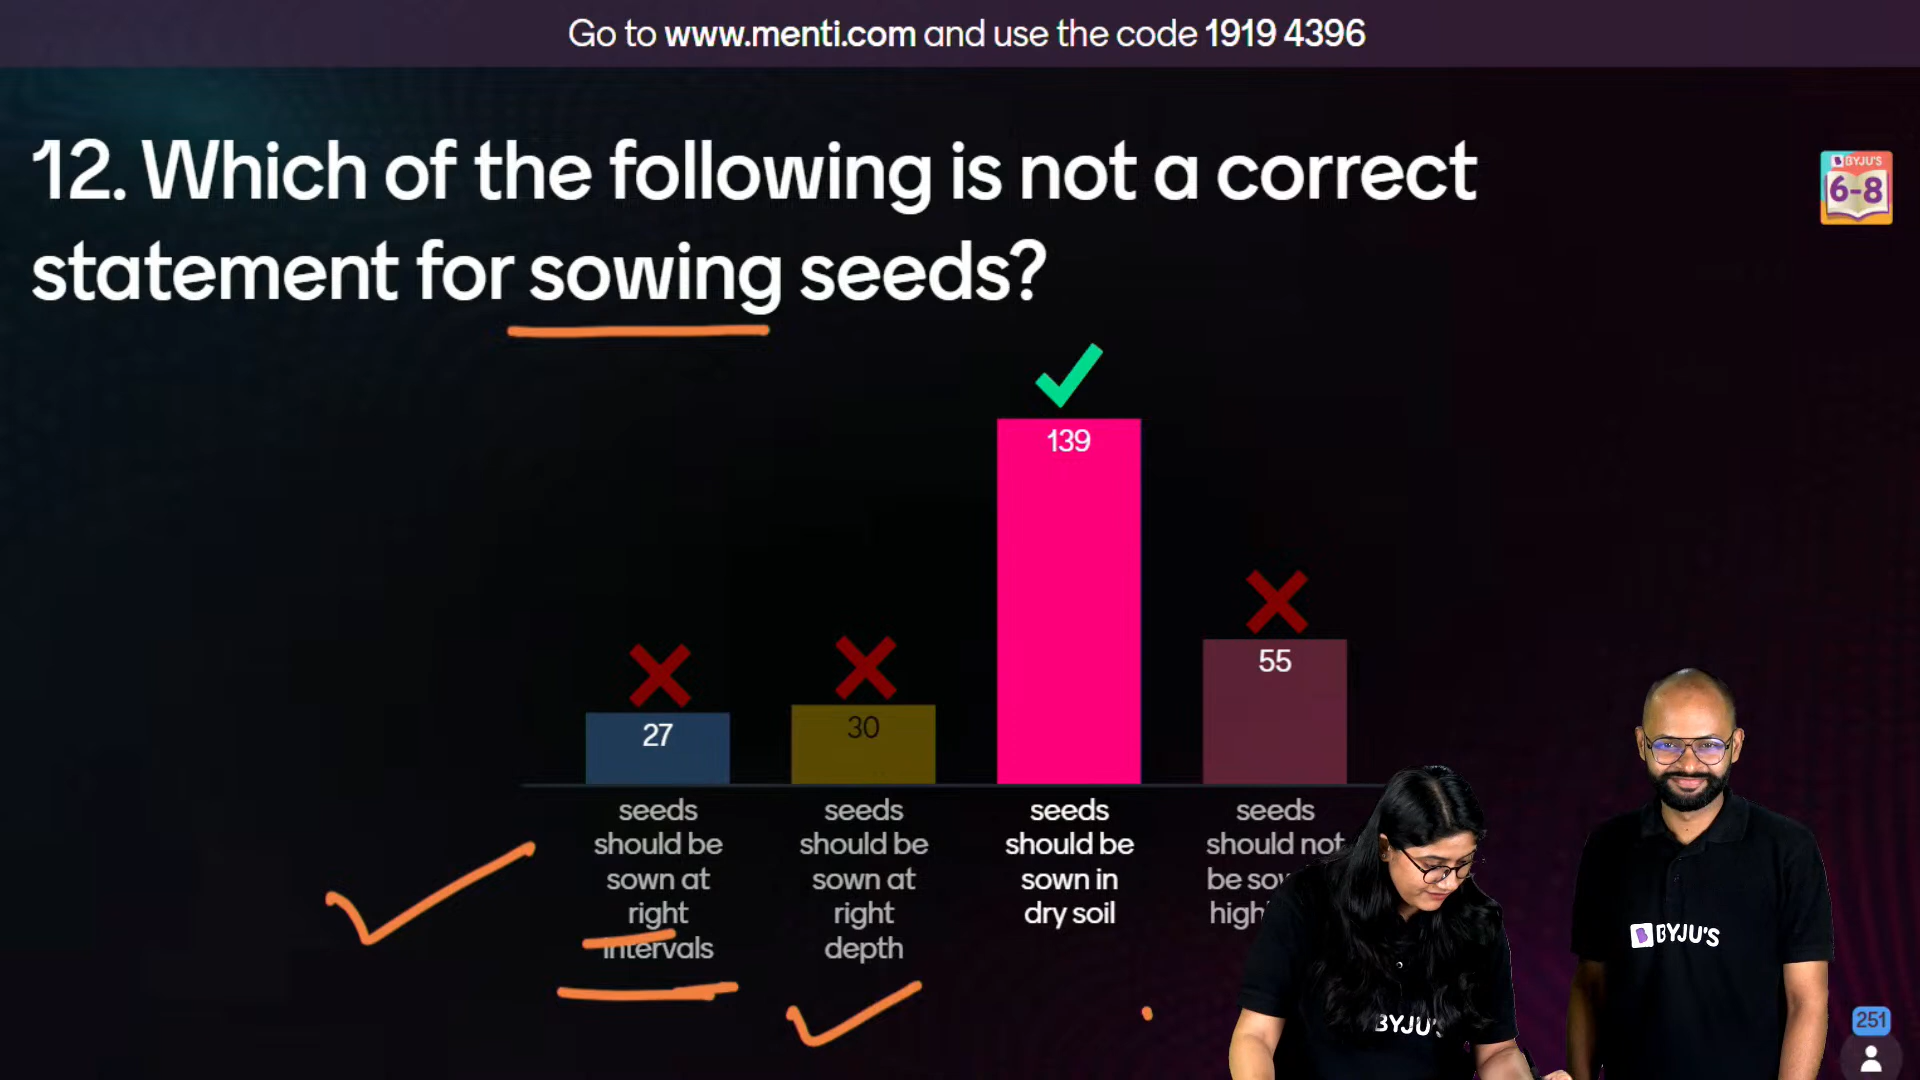 Go to www.menti.com and use the code 1919 4396
12. Which of the following is not a correct
statement for sowing seeds?
BYJU'S
6-8
139
55
27
30
seeds
should be
sown at
right
intervals
seeds
should be
sown at
right
depth
seeds
should be
sown in
dry soil
seeds
should not
be
BYJU'S
BYJU'S
251